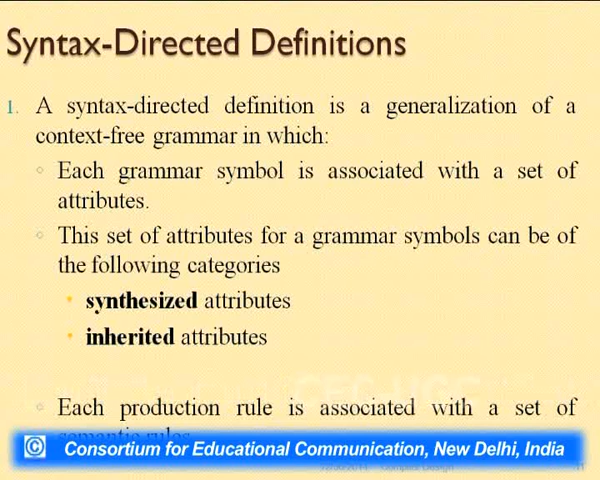 Syntax-Directed Definitions
1. A syntax-directed definition is a generalization of a
context-free grammar in which:
Each grammar symbol is associated with a set of
attributes.
This set of attributes for a grammar symbols can be of
the following categories
synthesized attributes
inherited attributes
CEC-UGC
Each production rule is associated with a set of
semantic rules.
© Consortium for Educational Communication, New Delhi, India